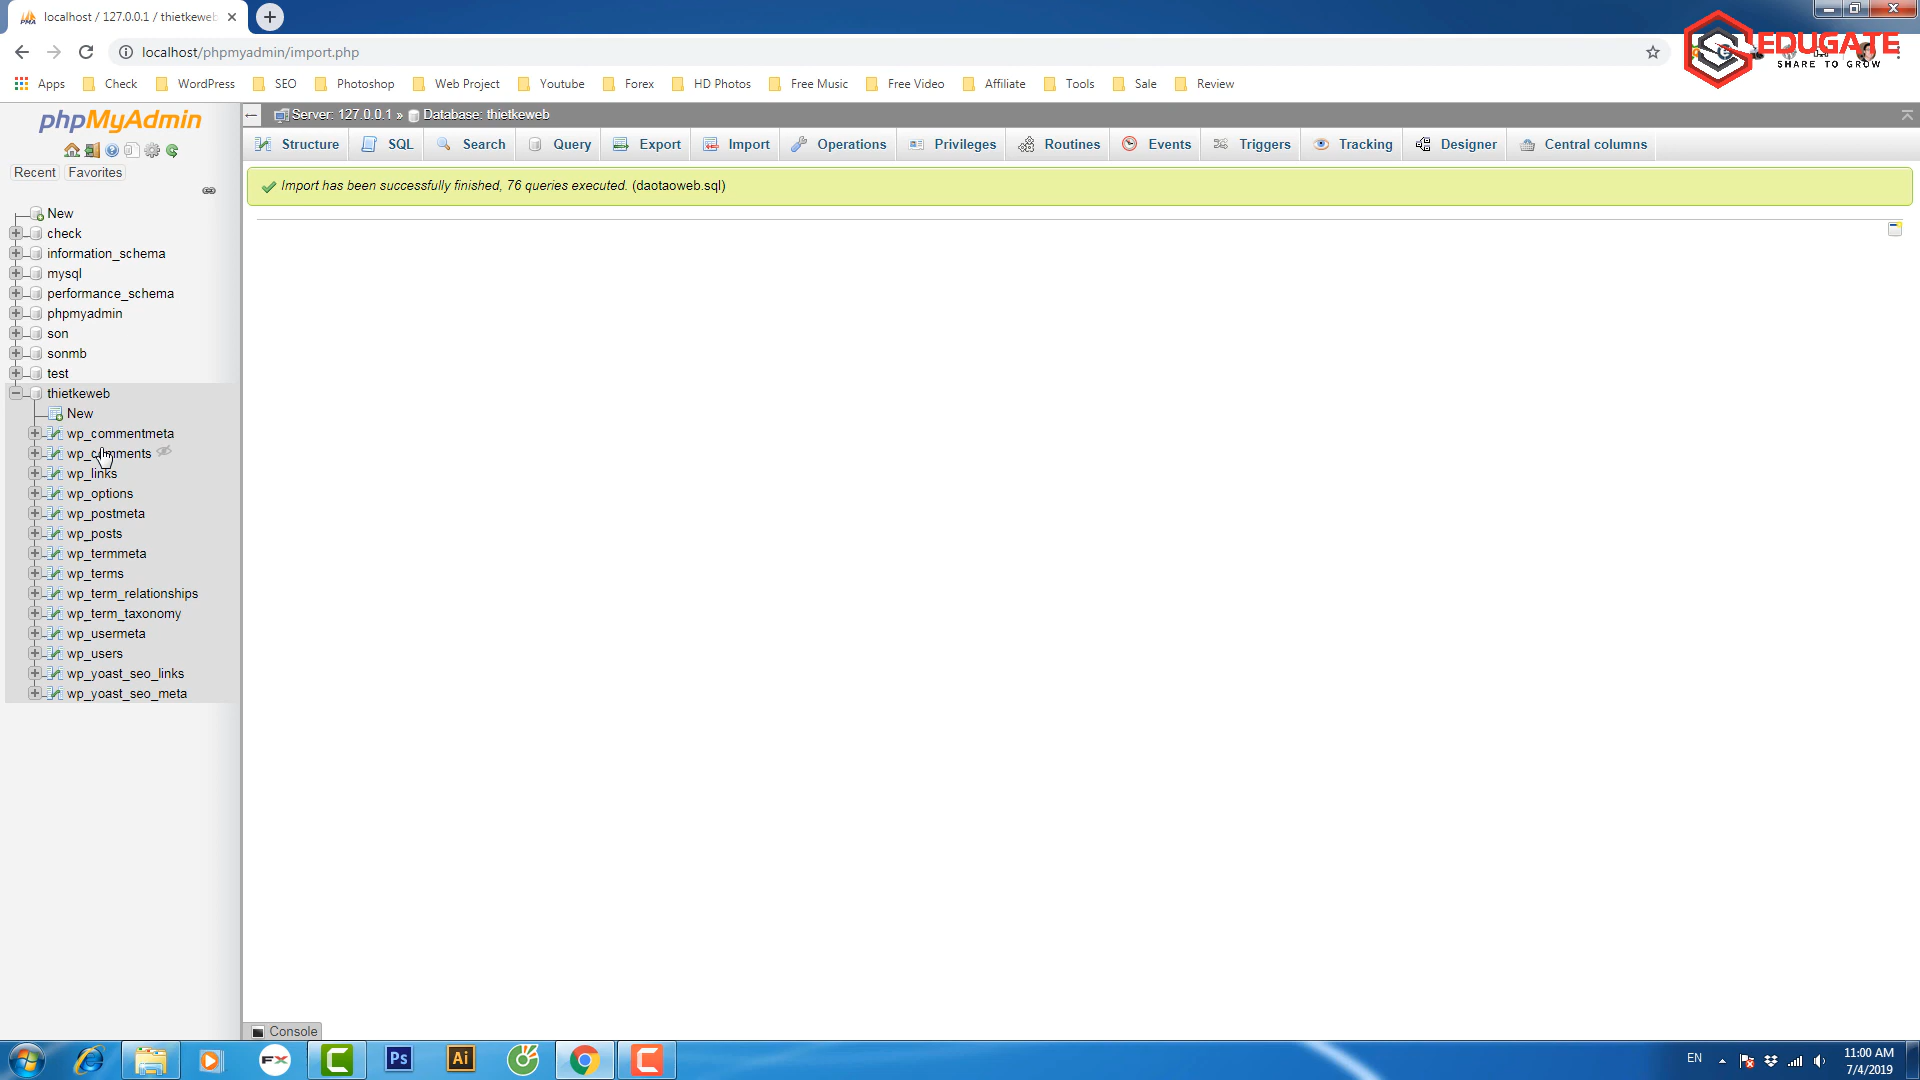 localhost / 127.0.0.1 / thietkeweb
localhost/phpmyadmin/import.php
EDUGATE
SHARE TO GROW
Apps Check WordPress SEO Photoshop Web Project Youtube Forex HD Photos Free Music Free Video Affiliate Tools Sale Review
phpMyAdmin
Recent Favorites
New
check
information_schema
mysql
performance_schema
phpmyadmin
son
sonmb
test
thietkeweb
New
wp_commentmeta
wp_comments
wp_links
wp_options
wp_postmeta
wp_posts
wp_termmeta
wp_terms
wp_term_relationships
wp_term_taxonomy
wp_usermeta
wp_users
wp_yoast_seo_links
wp_yoast_seo_meta
Server: 127.0.0.1 » Database: thietkeweb
Structure SQL Search Query Export Import Operations Privileges Routines Events Triggers Tracking Designer Central columns
Import has been successfully finished, 76 queries executed. (daotaoweb.sql)
Console
FX
Ps
Ai
EN
11:00 AM
7/4/2019